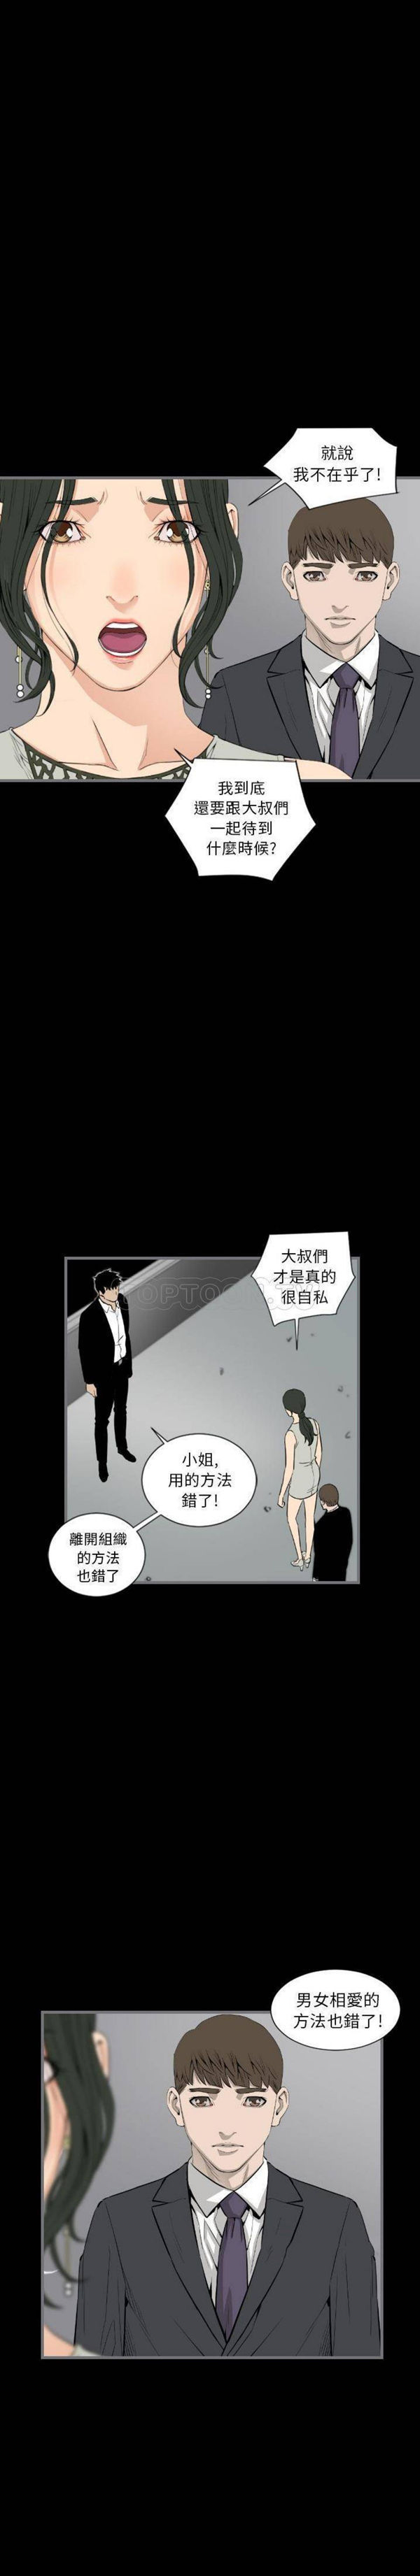 就說
我不在乎了!
我到底
還要跟大叔們
一起待到
什麼時候?
大叔們
才是真的
很自私
小姐,
用的方法
錯了!
離開組織
的方法
也錯了
男女相愛的
方法也錯了!